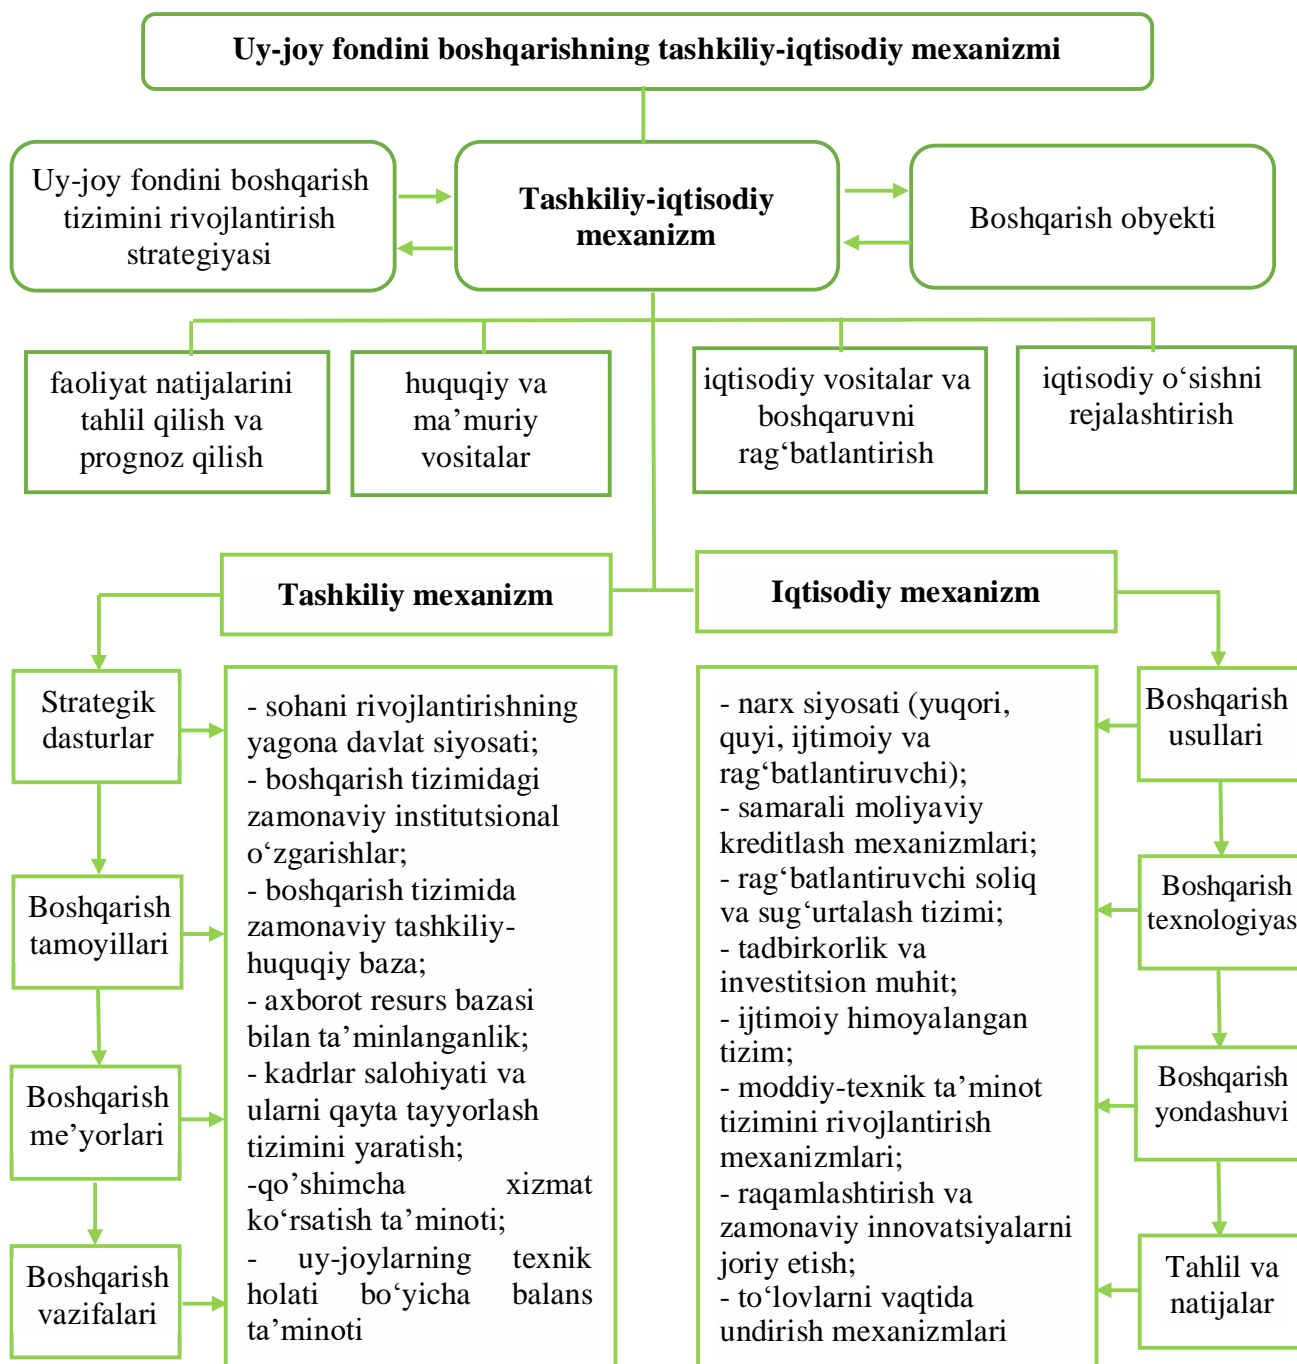 Uy-joy fondini boshqarishning tashkiliy-iqtisodiy mexanizmi
Uy-joy fondini boshqarish
tizimini rivojlantirish
strategiyasi
Tashkiliy-iqtisodiy
mexanizm
Boshqarish obyekti
faoliyat natijalarini
tahlil qilish va
prognoz qilish
huquqiy va
ma’muriy
vositalar
iqtisodiy vositalar va
boshqaruvni
rag‘batlantirish
iqtisodiy o‘sishni
rejalashtirish
Tashkiliy mexanizm
Iqtisodiy mexanizm
Strategik
dasturlar
Boshqarish
tamoyillari
Boshqarish
me’yorlari
Boshqarish
vazifalari
- sohani rivojlantirishning
yagona davlat siyosati;
- boshqarish tizimidagi
zamonaviy institutsional
o‘zgarishlar;
- boshqarish tizimida
zamonaviy tashkiliy-
huquqiy baza;
- axborot resurs bazasi
bilan ta’minlanganlik;
- kadrlar salohiyati va
ularni qayta tayyorlash
tizimini yaratish;
-qo’shimcha xizmat
ko‘rsatish ta’minoti;
- uy-joylarning texnik
holati bo‘yicha balans
ta’minoti
- narx siyosati (yuqori,
quyi, ijtimoiy va
rag‘batlantiruvchi);
- samarali moliyaviy
kreditlash mexanizmlari;
- rag‘batlantiruvchi soliq
va sug‘urtalash tizimi;
- tadbirkorlik va
investitsion muhit;
- ijtimoiy himoyalangan
tizim;
- moddiy-texnik ta’minot
tizimini rivojlantirish
mexanizmlari;
- raqamlashtirish va
zamonaviy innovatsiyalarni
joriy etish;
- to‘lovlarni vaqtida
undirish mexanizmlari
Boshqarish
usullari
Boshqarish
texnologiyas
Boshqarish
yondashuvi
Tahlil va
natijalar